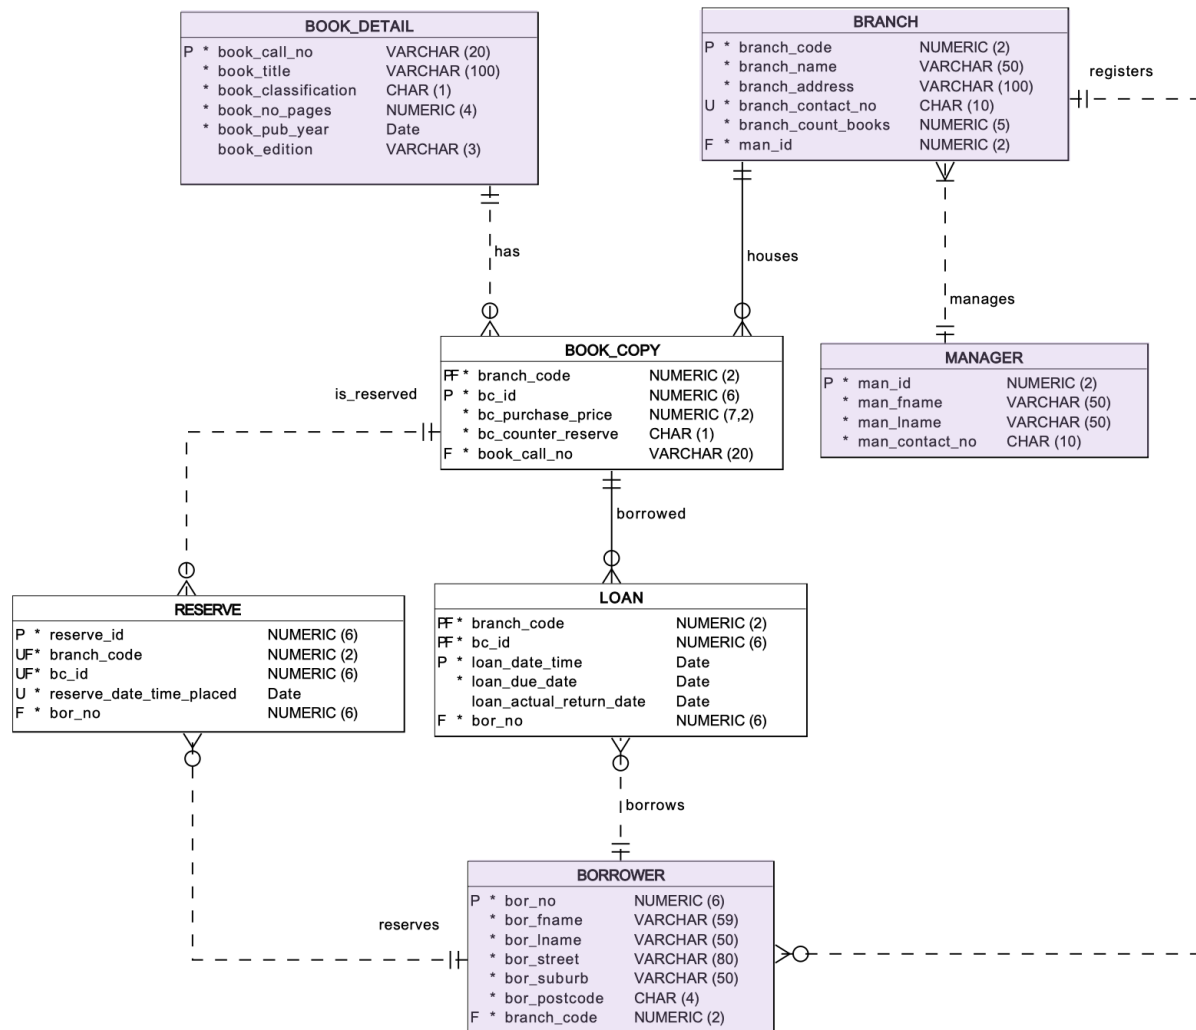 BOOK_DETAIL
P * book_call_no VARCHAR (20)
* book_title VARCHAR (100)
* book_classification CHAR (1)
* book_no_pages NUMERIC (4)
* book_pub_year Date
book_edition VARCHAR (3)
BRANCH
P * branch_code NUMERIC (2)
* branch_name VARCHAR (50)
* branch_address VARCHAR (100)
U * branch_contact_no CHAR (10)
* branch_count_books NUMERIC (5)
F * man_id NUMERIC (2)
registers
has
houses
manages
BOOK_COPY
PF * branch_code NUMERIC (2)
P * bc_id NUMERIC (6)
* bc_purchase_price NUMERIC (7,2)
* bc_counter_reserve CHAR (1)
F * book_call_no VARCHAR (20)
MANAGER
P * man_id NUMERIC (2)
* man_fname VARCHAR (50)
* man_lname VARCHAR (50)
* man_contact_no CHAR (10)
is_reserved
borrowed
RESERVE
P * reserve_id NUMERIC (6)
UF* branch_code NUMERIC (2)
UF* bc_id NUMERIC (6)
U * reserve_date_time_placed Date
F * bor_no NUMERIC (6)
LOAN
PF * branch_code NUMERIC (2)
PF * bc_id NUMERIC (6)
P * loan_date_time Date
* loan_due_date Date
loan_actual_return_date Date
F * bor_no NUMERIC (6)
borrows
reserves
BORROWER
P * bor_no NUMERIC (6)
* bor_fname VARCHAR (59)
* bor_lname VARCHAR (50)
* bor_street VARCHAR (80)
* bor_suburb VARCHAR (50)
* bor_postcode CHAR (4)
F * branch_code NUMERIC (2)